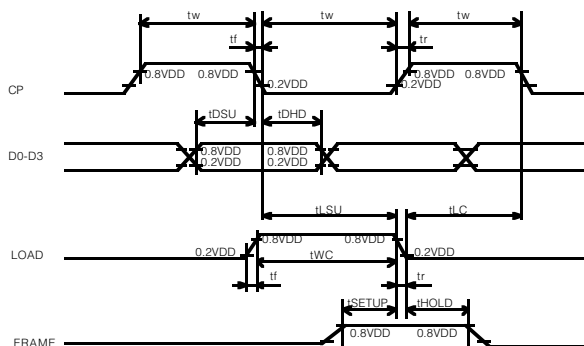 tw tw tw
tf tr
0.8VDD 0.8VDD 0.8VDD 0.8VDD
CP 0.2VDD 0.2VDD
tDSU tDHD
0.8VDD 0.8VDD
D0-D3
0.2VDD 0.2VDD
tLSU tLC
0.8VDD 0.8VDD
LOAD 0.2VDD tWC 0.2VDD
tf tr
tSETUP tHOLD
0.8VDD 0.8VDD
FRAME